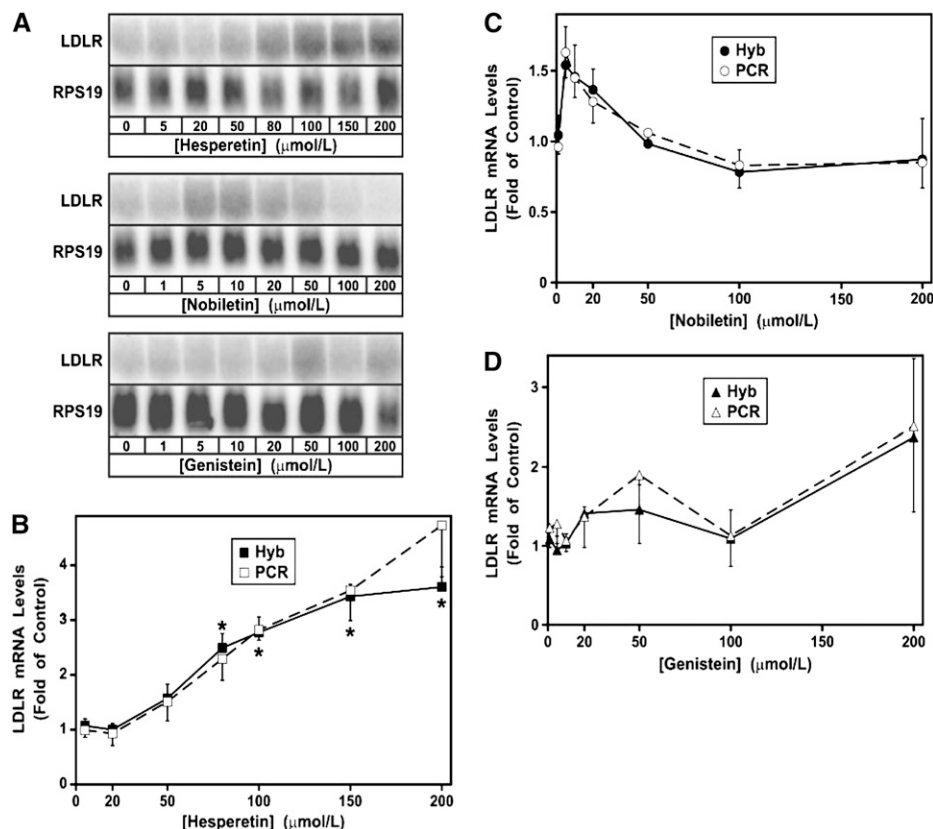 A
LDLR
RPS19
0 5 20 50 80 100 150 200
[Hesperetin] (μmol/L)
LDLR
RPS19
0 1 5 10 20 50 100 200
[Nobiletin] (μmol/L)
LDLR
RPS19
0 1 5 10 20 50 100 200
[Genistein] (μmol/L)
B
LDLR mRNA Levels
(Fold of Control)
Hyb
PCR
4
3
2
1
0
* * * *
0 20 50 100 150 200
[Hesperetin] (μmol/L)
C
LDLR mRNA Levels
(Fold of Control)
Hyb
PCR
1.5
1.0
0.5
0
0 20 50 100 150 200
[Nobiletin] (μmol/L)
D
LDLR mRNA Levels
(Fold of Control)
Hyb
PCR
3
2
1
0
0 20 50 100 150 200
[Genistein] (μmol/L)